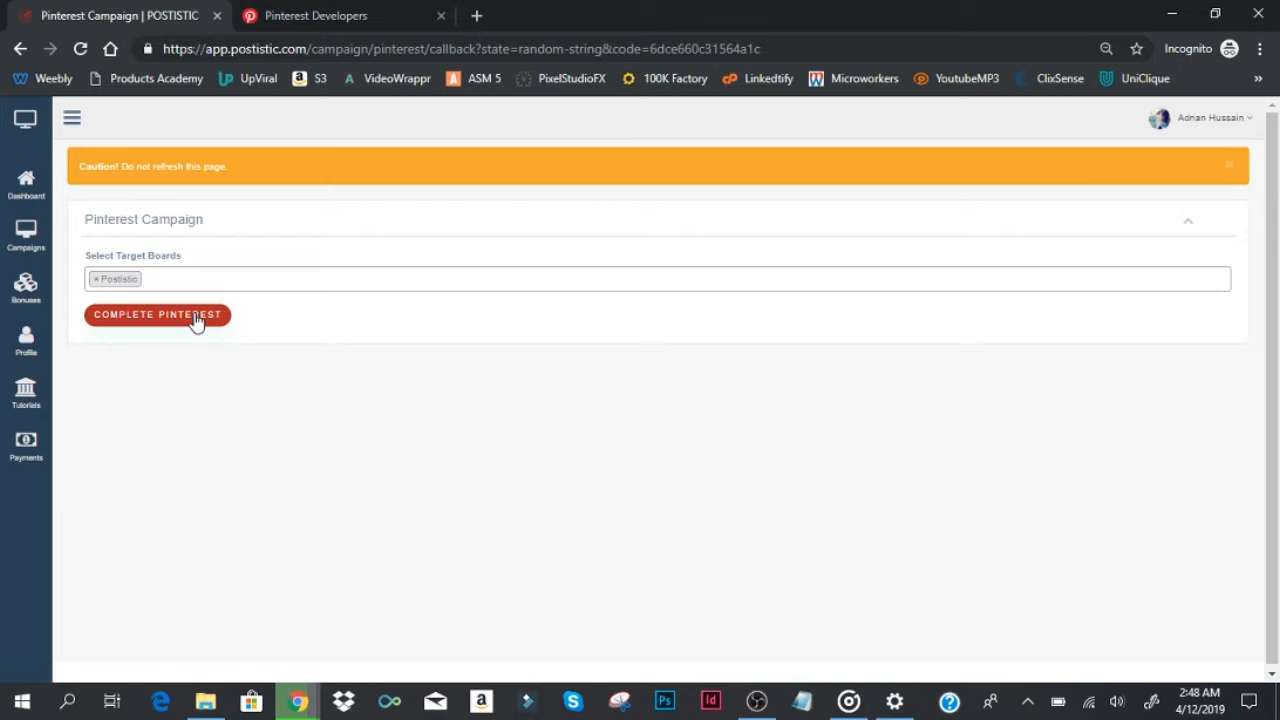 Pinterest Campaign | POSTISTIC
Pinterest Developers
https://app.postistic.com/campaign/pinterest/callback?state=random-string&code=6dce660c31564a1c
Incognito
Weebly
Products Academy
UpViral
S3
VideoWrappr
ASM 5
PixelStudioFX
100K Factory
Linkedtify
Microworkers
YoutubeMP3
ClixSense
UniClique
»
Adnan Hussain
Caution! Do not refresh this page.
×
Dashboard
Campaigns
Bonuses
Profile
Tutorials
Payments
Pinterest Campaign
Select Target Boards
× Postistic
COMPLETE PINTEREST
Ps
Id
2:48 AM
4/12/2019